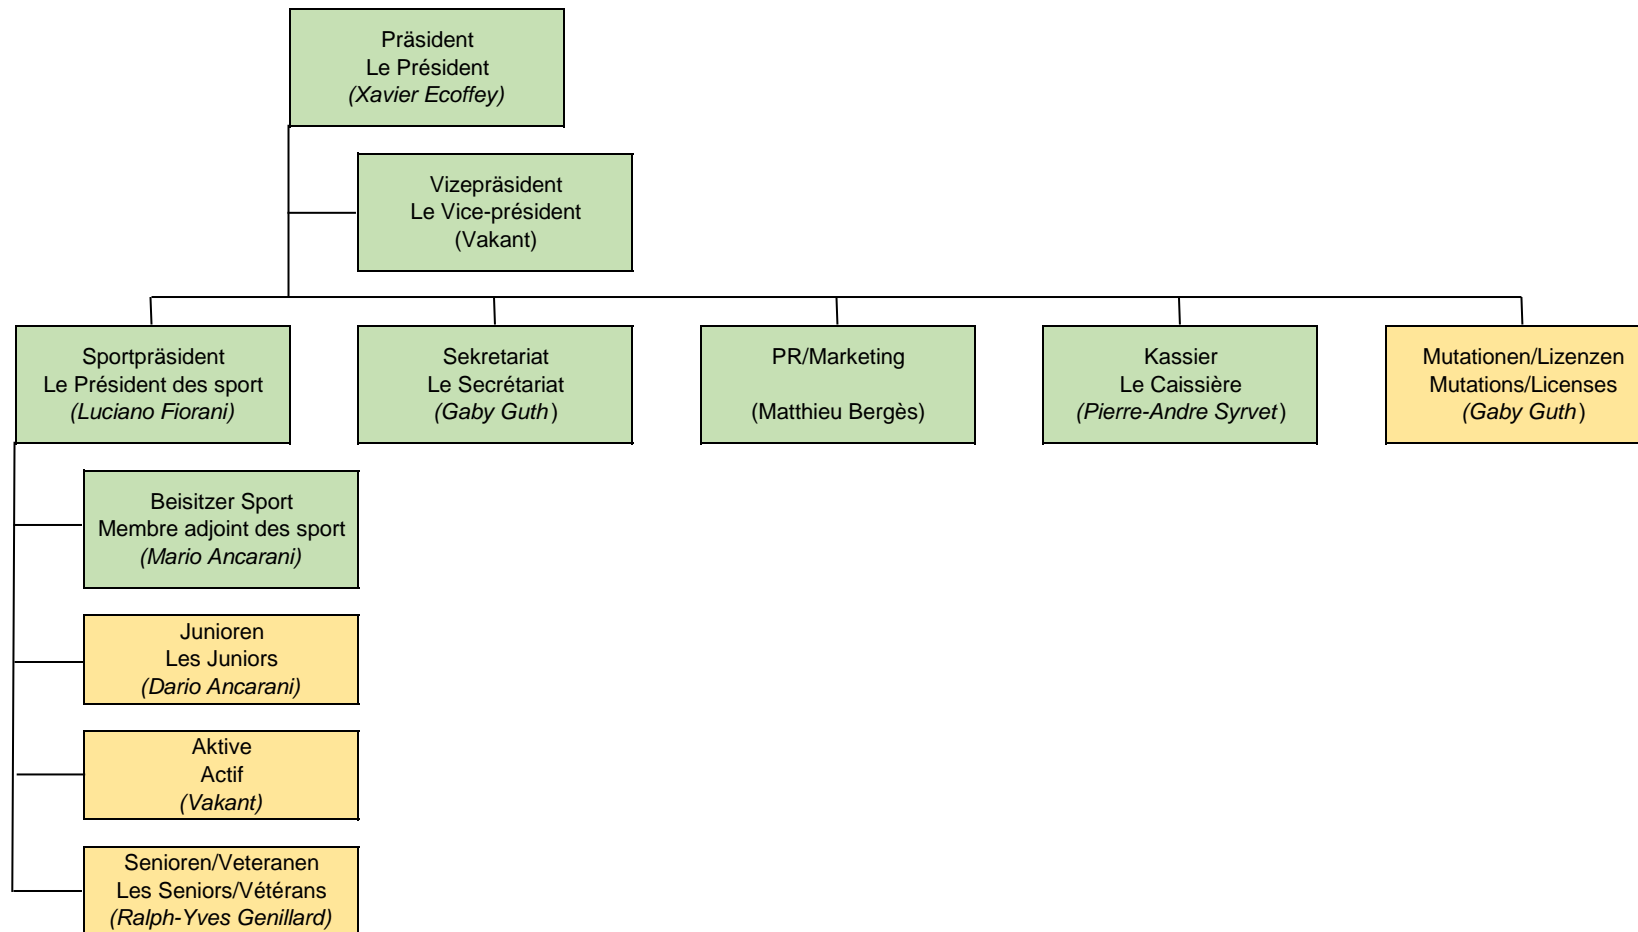 Präsident
Le Président
(Xavier Ecoffey)
Vizepräsident
Le Vice-président
(Vakant)
Sportpräsident
Le Président des sport
(Luciano Fiorani)
Sekretariat
Le Secrétariat
(Gaby Guth)
PR/Marketing
(Matthieu Bergès)
Kassier
Le Caissière
(Pierre-Andre Syrvet)
Mutationen/Lizenzen
Mutations/Licenses
(Gaby Guth)
Beisitzer Sport
Membre adjoint des sport
(Mario Ancarani)
Junioren
Les Juniors
(Dario Ancarani)
Aktive
Actif
(Vakant)
Senioren/Veteranen
Les Seniors/Vétérans
(Ralph-Yves Genillard)